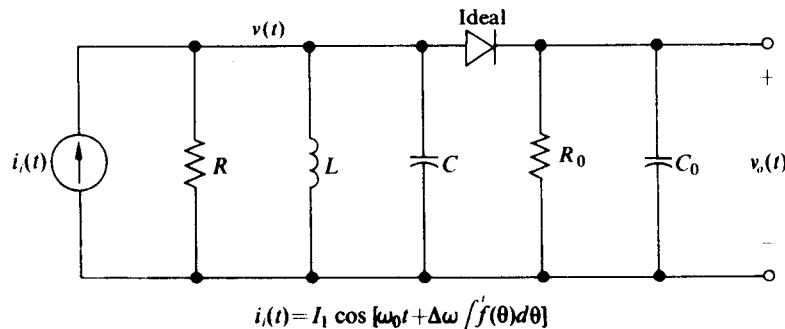 v(t)
Ideal
+
i_i(t)
R
L
C
R_0
C_0
v_o(t)
−
i_i(t) = I_1 cos [ω_0t + Δω ∫^t f(θ)dθ]